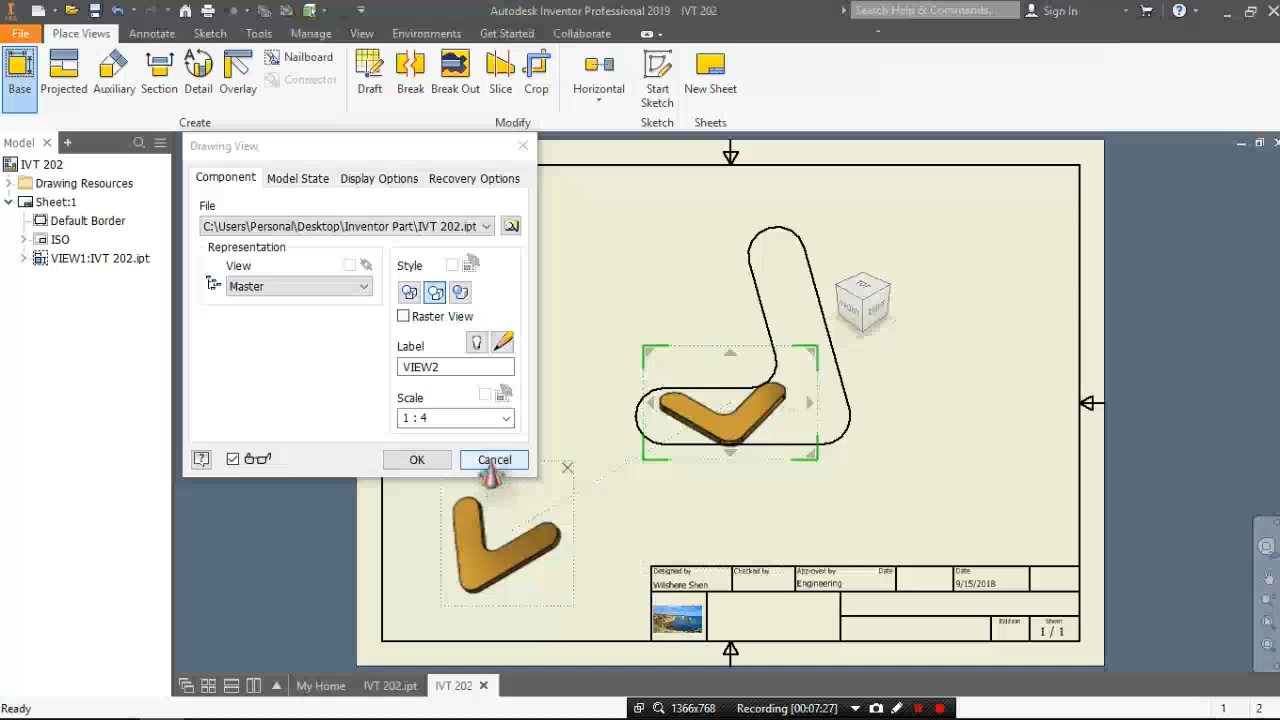 PRO
Autodesk Inventor Professional 2019 IVT 202
Search Help & Commands...
Sign In
File
Place Views
Annotate
Sketch
Tools
Manage
View
Environments
Get Started
Collaborate
Base
Projected
Auxiliary
Section
Detail
Overlay
Nailboard
Connector
Draft
Break
Break Out
Slice
Crop
Horizontal
Start
Sketch
New Sheet
Create
Modify
Sketch
Sheets
Model
IVT 202
Drawing Resources
Sheet:1
Default Border
ISO
VIEW1:IVT 202.ipt
Drawing View
Component
Model State
Display Options
Recovery Options
File
C:\Users\Personal\Desktop\Inventor Part\IVT 202.ipt
Representation
View
Master
Style
Raster View
Label
VIEW2
Scale
1 : 4
OK
Cancel
TOP
Designed by
Wilshere Shen
Checked by
Approved by
Date
Engineering
Date
9/15/2018
Edition
Sheet
1 / 1
My Home
IVT 202.ipt
IVT 202
Ready
1366x768
Recording [00:07:27]
1
2